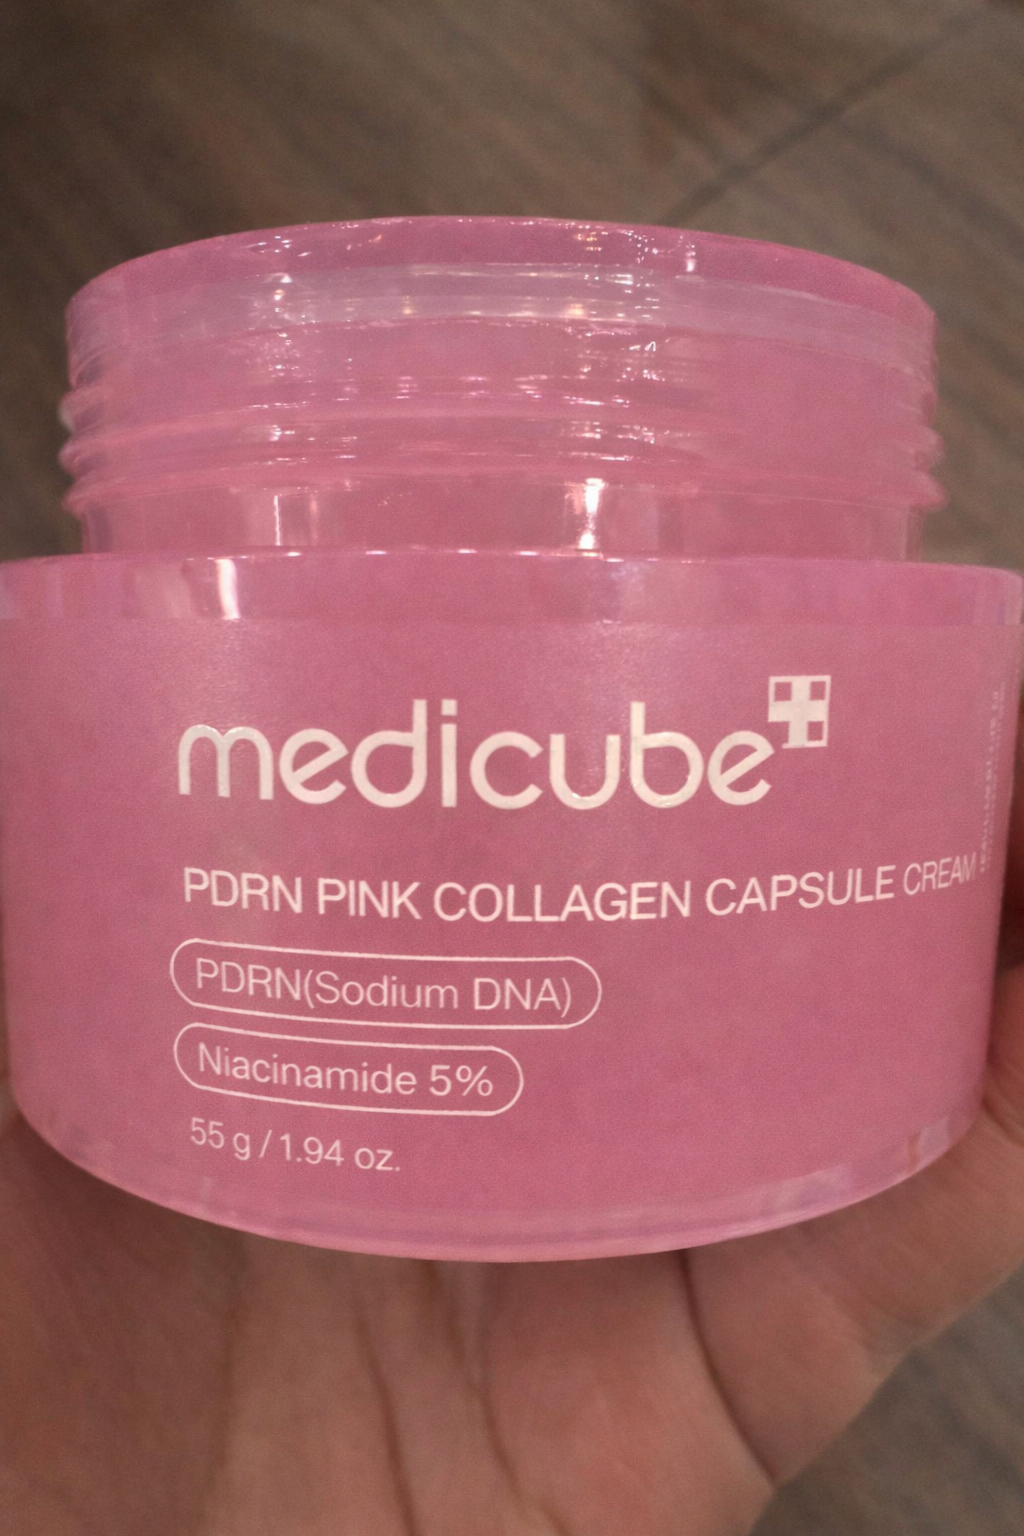 medicube
PDRN PINK COLLAGEN CAPSULE CREAM
PDRN(Sodium DNA)
Niacinamide 5%
55 g / 1.94 oz.